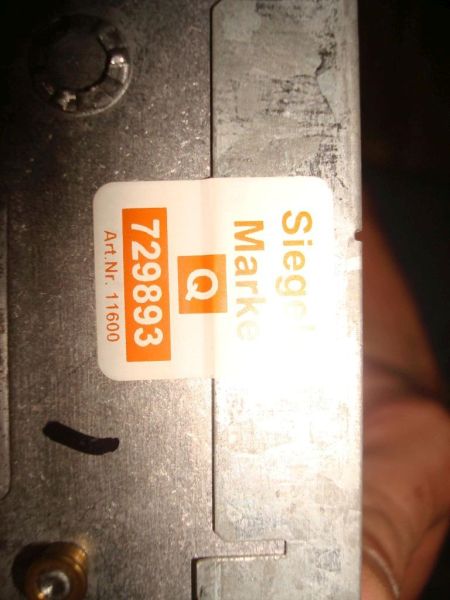 Siegel
Marke
Q
729893
Art.Nr. 11600